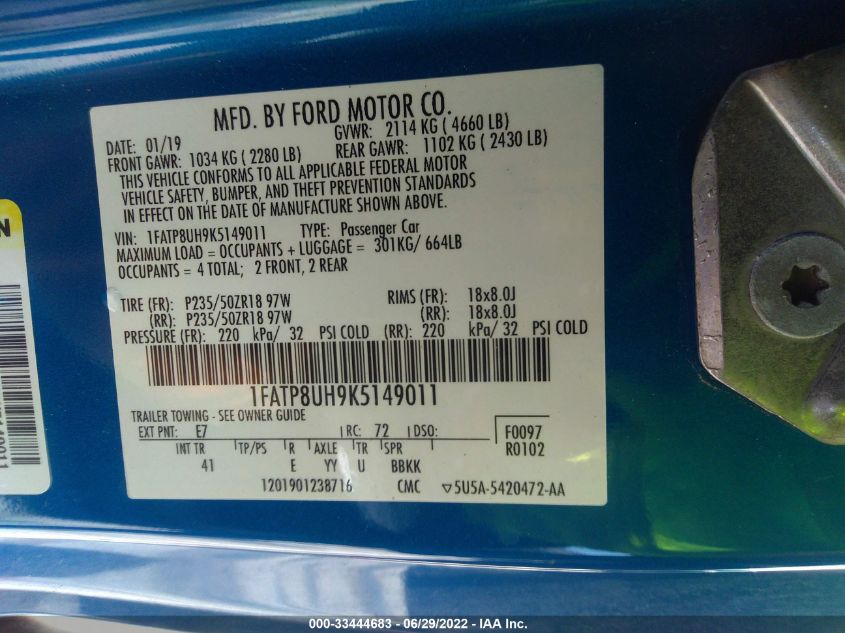 MFD. BY FORD MOTOR CO.
DATE: 01/19 GVWR: 2114 KG ( 4660 LB)
FRONT GAWR: 1034 KG ( 2280 LB) REAR GAWR: 1102 KG ( 2430 LB)
THIS VEHICLE CONFORMS TO ALL APPLICABLE FEDERAL MOTOR
VEHICLE SAFETY, BUMPER, AND THEFT PREVENTION STANDARDS
IN EFFECT ON THE DATE OF MANUFACTURE SHOWN ABOVE.
VIN: 1FATP8UH9K5149011 TYPE: Passenger Car
MAXIMUM LOAD = OCCUPANTS + LUGGAGE = 301KG/ 664LB
OCCUPANTS = 4 TOTAL; 2 FRONT, 2 REAR
TIRE (FR): P235/50ZR18 97W RIMS (FR): 18x8.0J
(RR): P235/50ZR18 97W (RR): 18x8.0J
PRESSURE (FR): 220 kPa/ 32 PSI COLD (RR): 220 kPa/ 32 PSI COLD
1FATP8UH9K5149011
TRAILER TOWING - SEE OWNER GUIDE
EXT PNT: E7 RC: 72 DSO: F0097
INT TR TP/PS R AXLE TR SPR R0102
41 E YY U BBKK
1201901238716 CMC ▽5U5A-5420472-AA
000-33444683 - 06/29/2022 - IAA Inc.